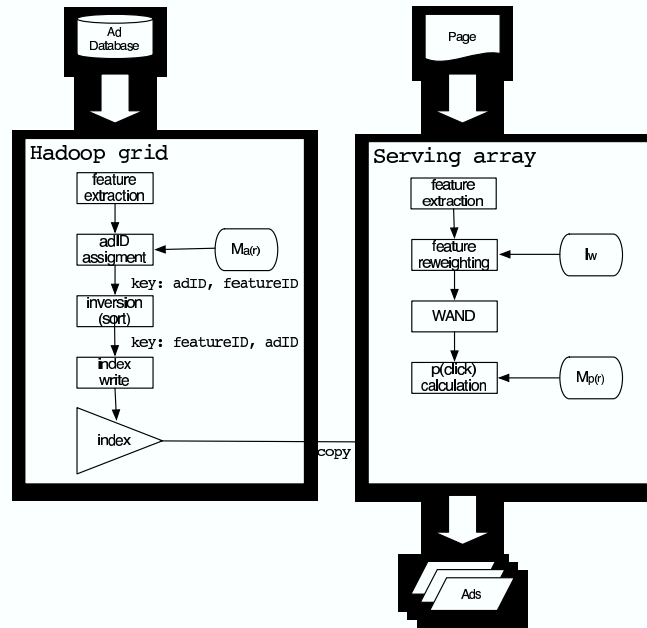 Ad
Database
Hadoop grid
feature
extraction
adID
assigment
Ma(r)
key: adID, featureID
inversion
(sort)
key: featureID, adID
index
write
index
copy
Page
Serving array
feature
extraction
feature
reweighting
Iw
WAND
p(click)
calculation
Mp(r)
Ads